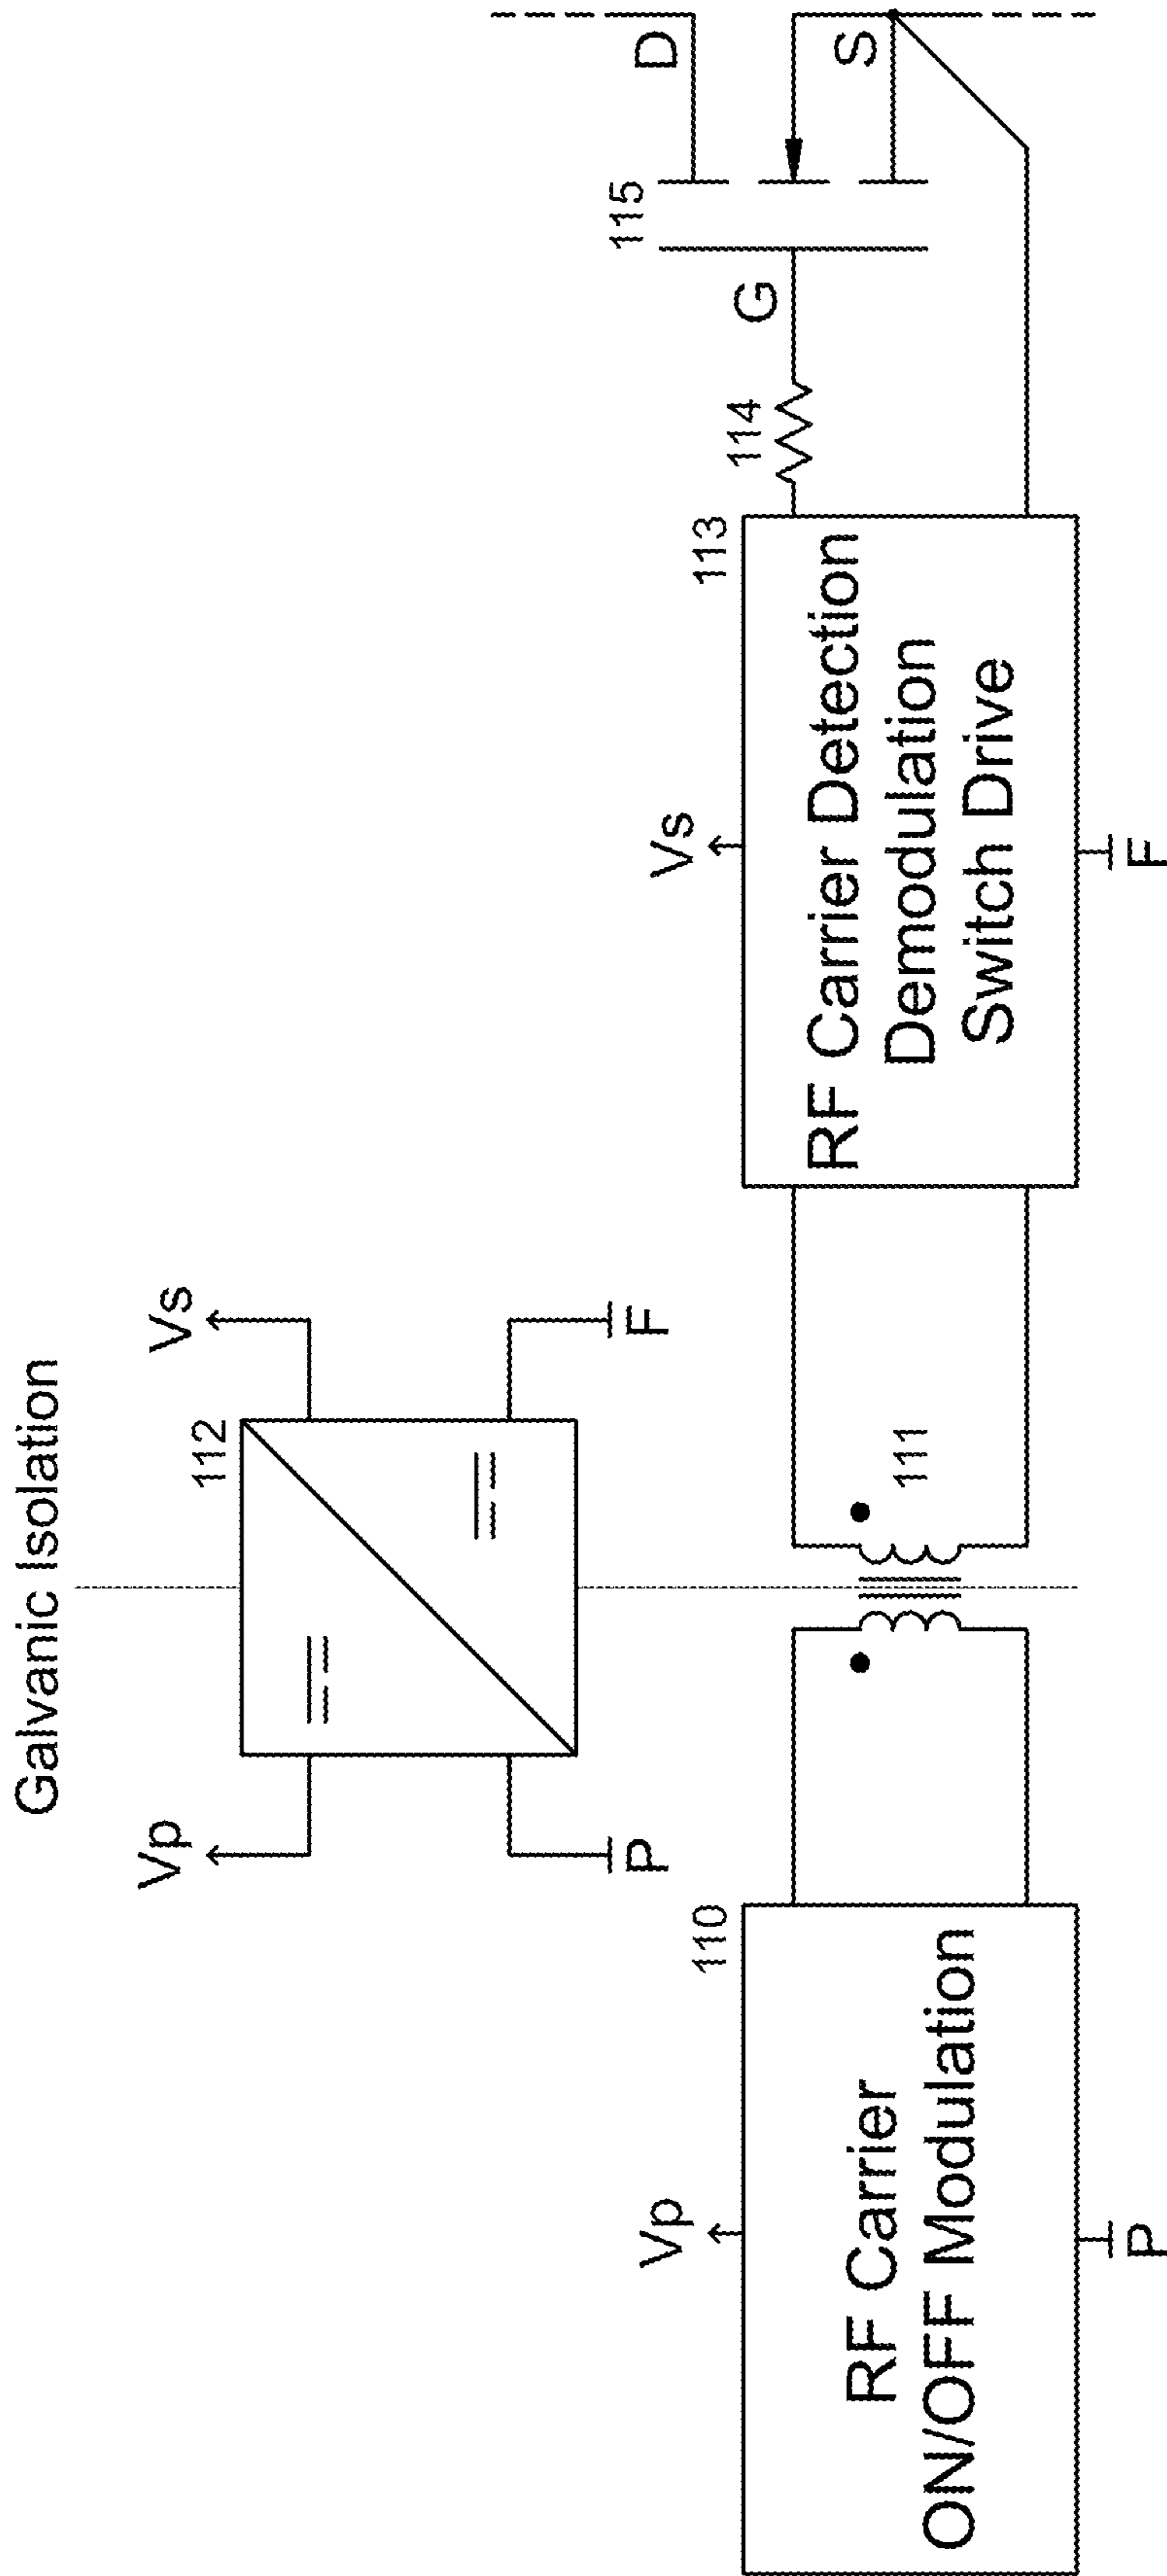 Galvanic Isolation
Vp
112
Vs
P
F
Vp
110
RF Carrier
ON/OFF Modulation
P
111
Vs
113
RF Carrier Detection
Demodulation
Switch Drive
F
114
G
115
D
S